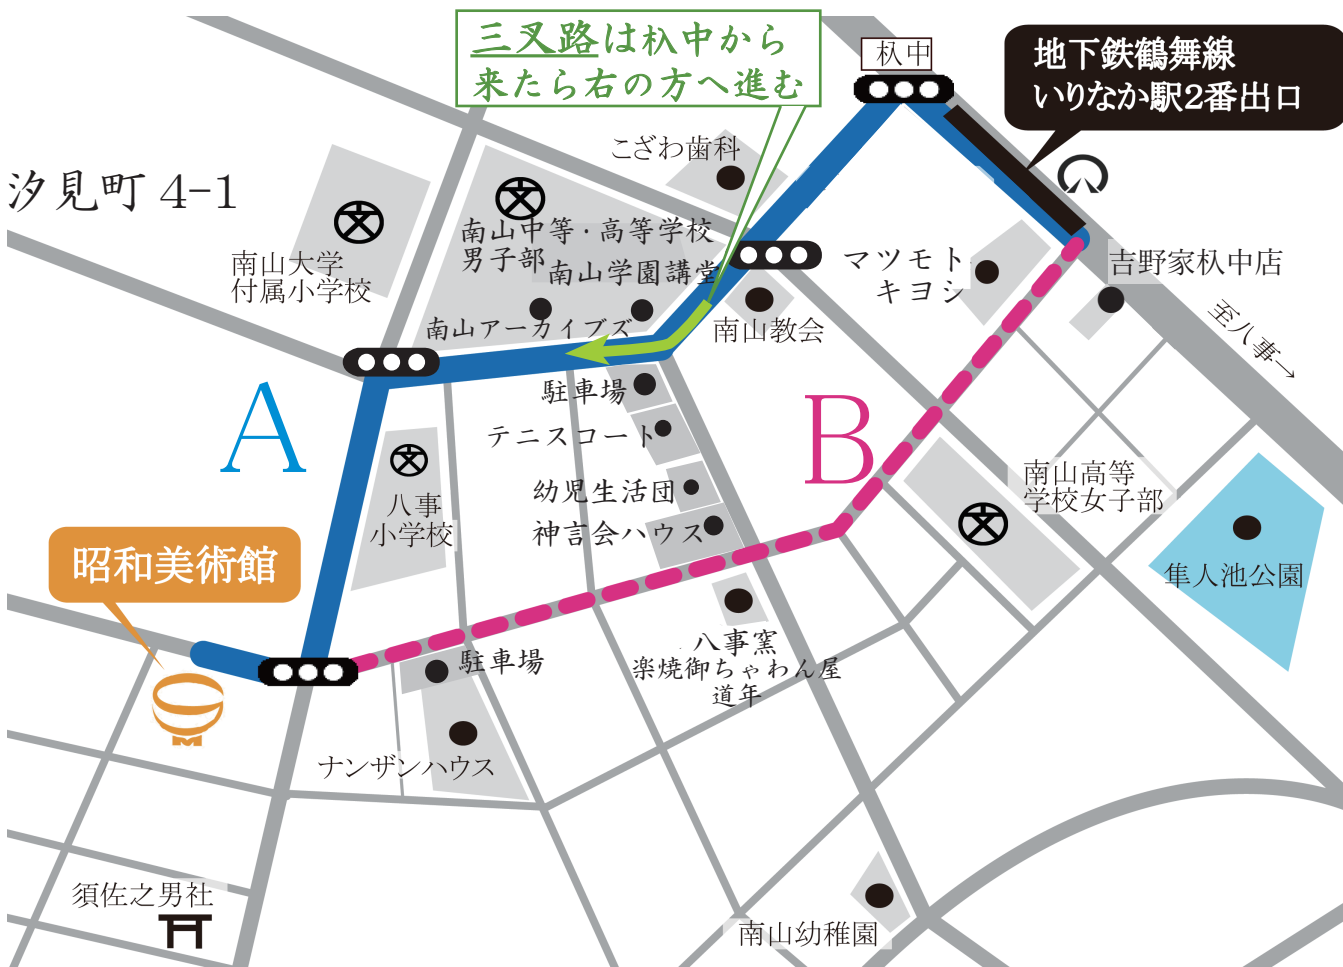 三叉路は杁中から
来たら右の方へ進む
杁中
地下鉄鶴舞線
いりなか駅2番出口
こざわ歯科
汐見町 4-1
南山大学
付属小学校
南山中等・高等学校
男子部
南山学園講堂
南山アーカイブズ
マツモト
キヨシ
吉野家杁中店
至八事→
南山教会
駐車場
テニスコート
A
B
幼児生活団
神言会ハウス
八事
小学校
南山高等
学校女子部
隼人池公園
昭和美術館
八事窯
楽焼御ちゃわん屋
道年
駐車場
ナンザンハウス
須佐之男社
南山幼稚園